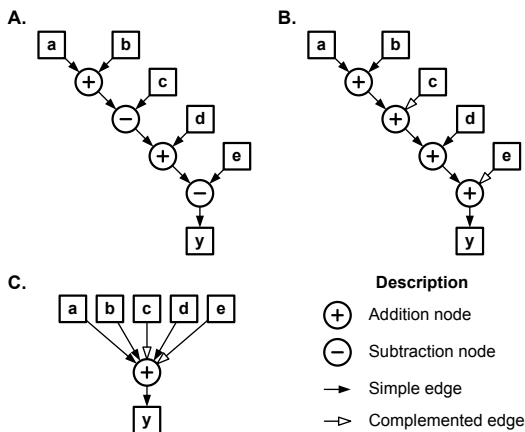 A.
a b
+ c
− d
+ e
−
y
B.
a b
+ c
+ d
+ e
+
y
C.
a b c d e
+
y
Description
+ Addition node
− Subtraction node
Simple edge
Complemented edge